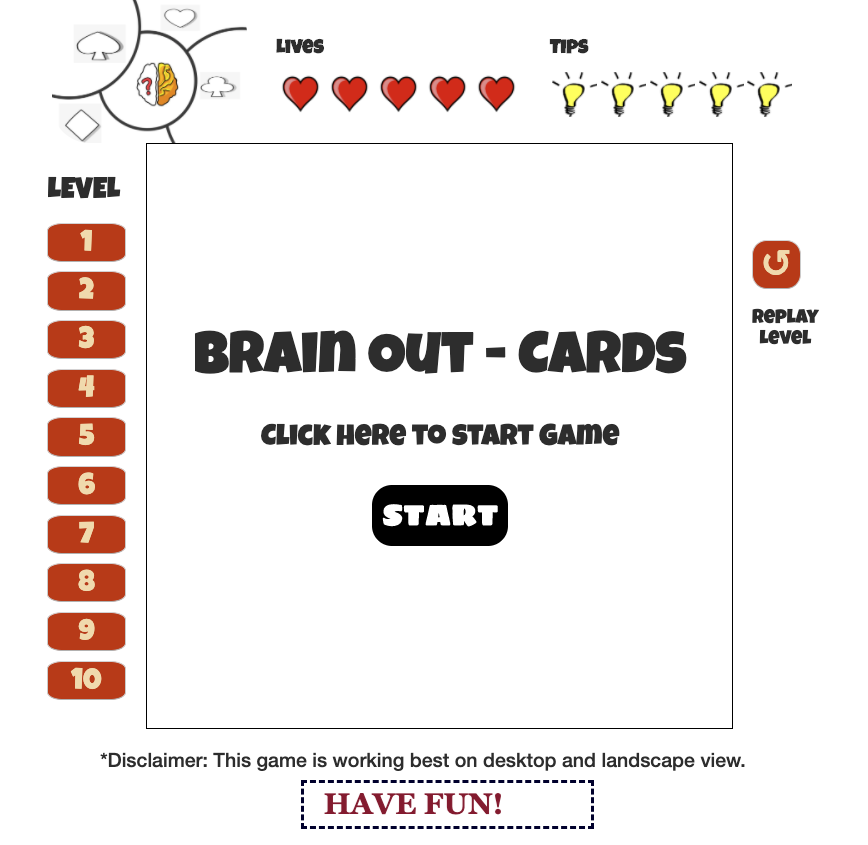 LIVES
TIPS
LEVEL
1
2
3
4
5
6
7
8
9
10
?
BRAIN OUT - CARDS
CLICK HERE TO START GAME
START
↺
REPLAY
LEVEL
*Disclaimer: This game is working best on desktop and landscape view.
HAVE FUN!